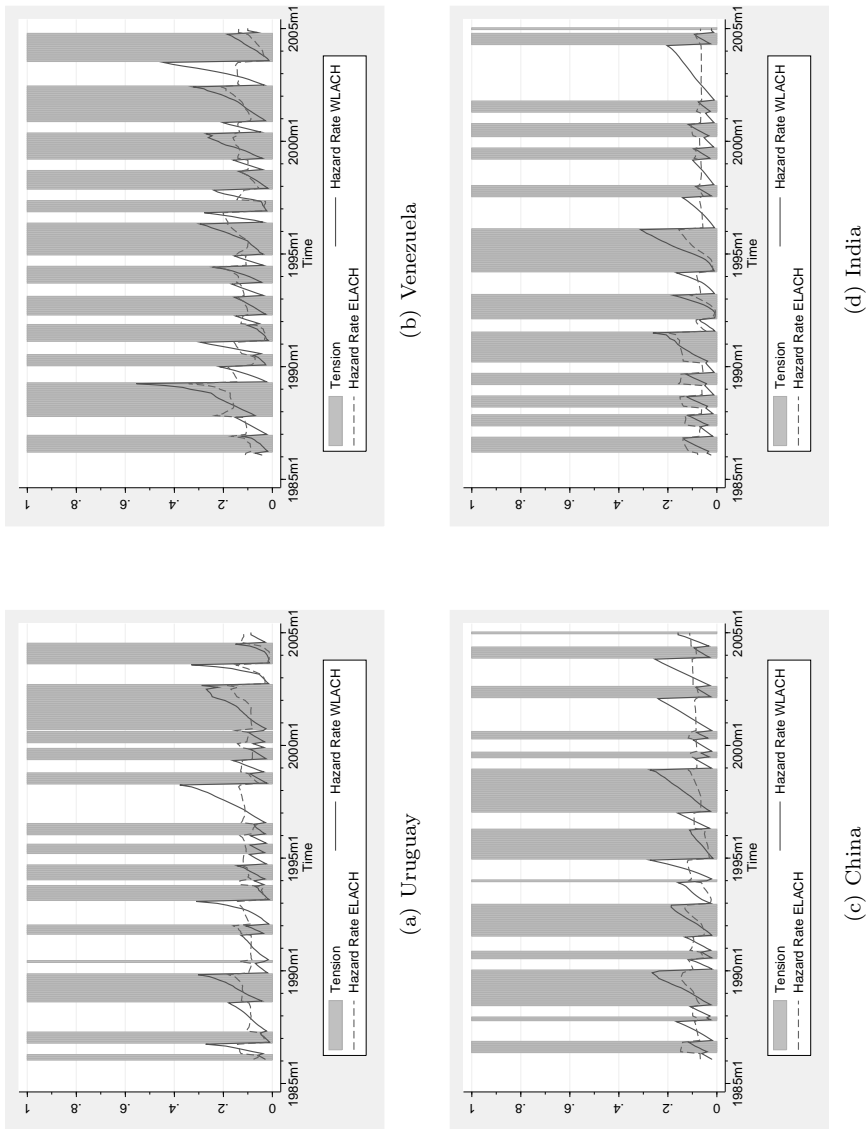 1
.8
.6
.4
.2
0
1985m1
1990m1
1995m1
2000m1
2005m1
Time
Tension
Hazard Rate WLACH
Hazard Rate ELACH
(a) Uruguay
1
.8
.6
.4
.2
0
1985m1
1990m1
1995m1
2000m1
2005m1
Time
Tension
Hazard Rate WLACH
Hazard Rate ELACH
(b) Venezuela
1
.8
.6
.4
.2
0
1985m1
1990m1
1995m1
2000m1
2005m1
Time
Tension
Hazard Rate WLACH
Hazard Rate ELACH
(c) China
1
.8
.6
.4
.2
0
1985m1
1990m1
1995m1
2000m1
2005m1
Time
Tension
Hazard Rate WLACH
Hazard Rate ELACH
(d) India